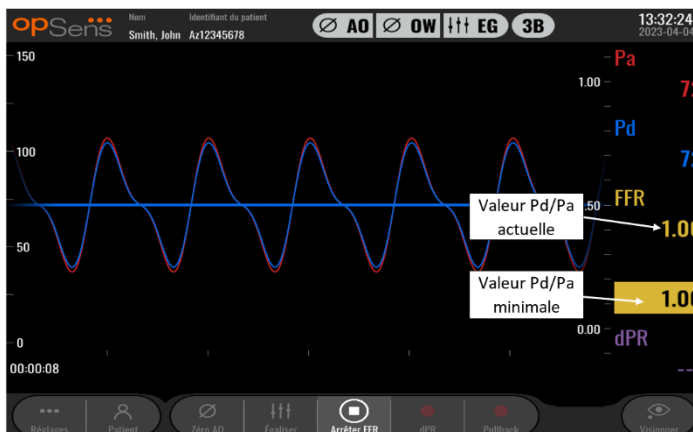 opSens
Nom Identifiant du patient
Smith, John Az12345678
AO OW EG 3B
13:32:24
2023-04-04
150
100
50
0
00:00:08
1.00
.50
0.00
Pa
Pd
FFR
1.00
1.00
dPR
--
Valeur Pd/Pa
actuelle
Valeur Pd/Pa
minimale
Réglages Patient Zéro AO Égaliser Arrêter FFR dPR Pullback Visionner